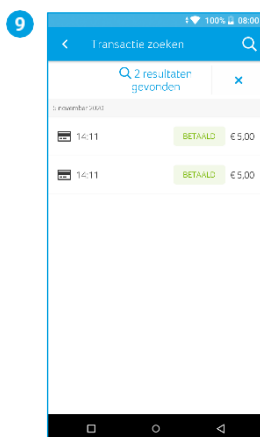 9
100% 08:00
Transactie zoeken
2 resultaten
gevonden
november
14:11 BETAALD € 5,00
14:11 BETAALD € 5,00